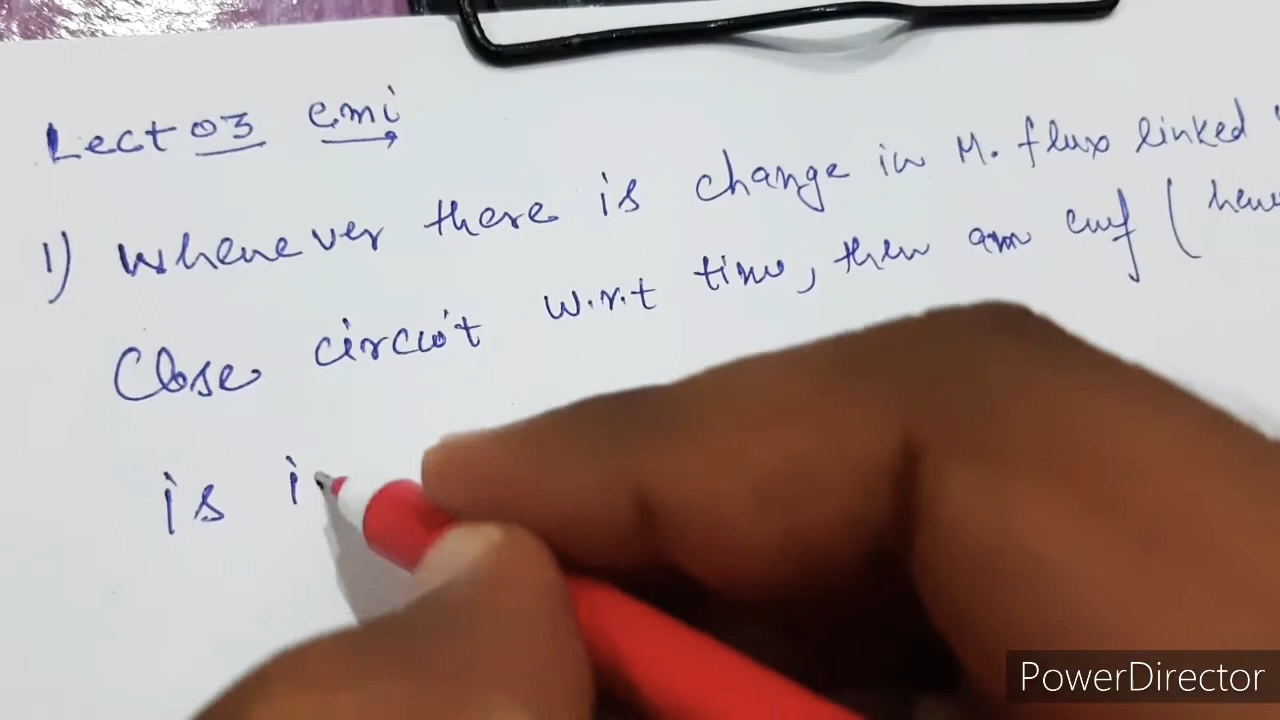 Lect 03 emi
1) Whenever there is change in M. flux linked
Close circuit w.r.t time, then an emf (
is i
PowerDirector